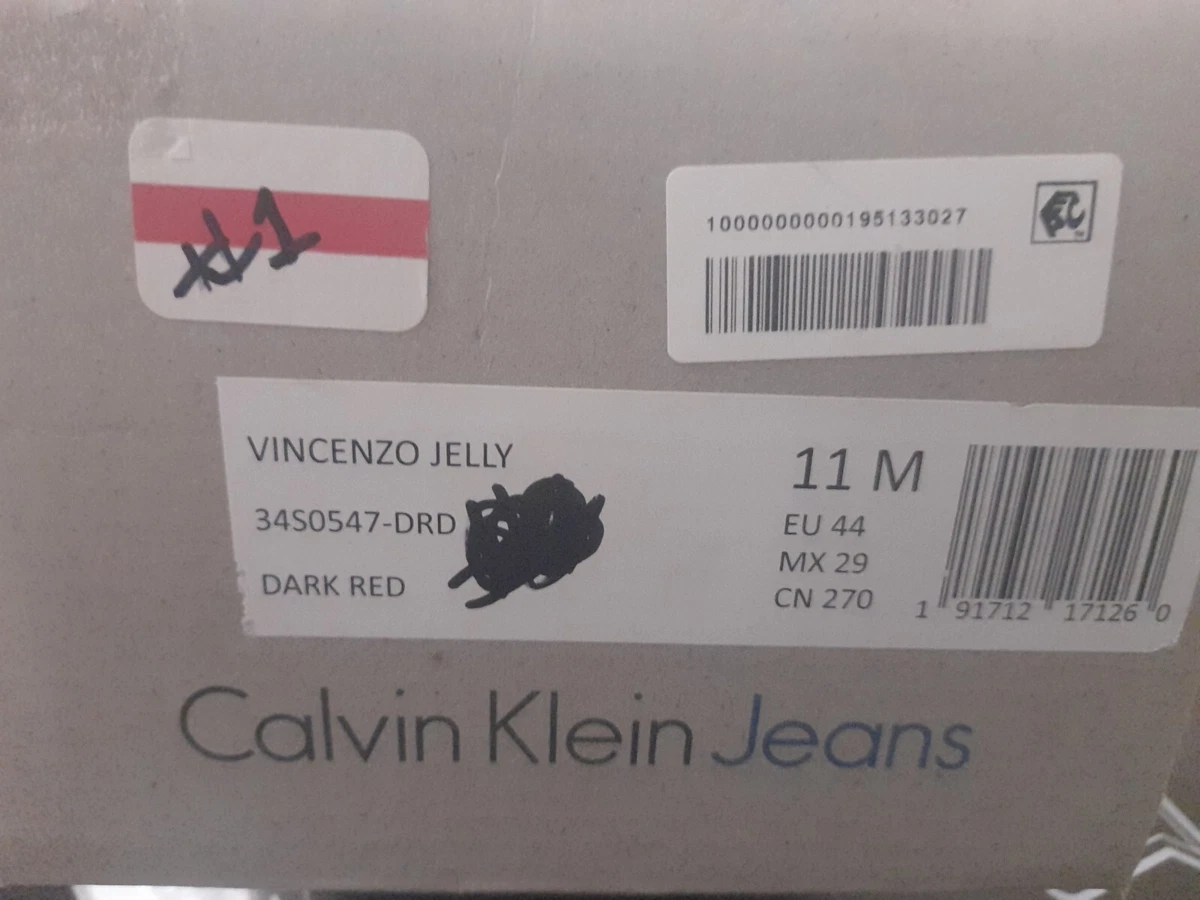 #1
1000000000195133027
VINCENZO JELLY
34S0547-DRD
DARK RED
11 M
EU 44
MX 29
CN 270
1 91712 17126 0
Calvin Klein Jeans